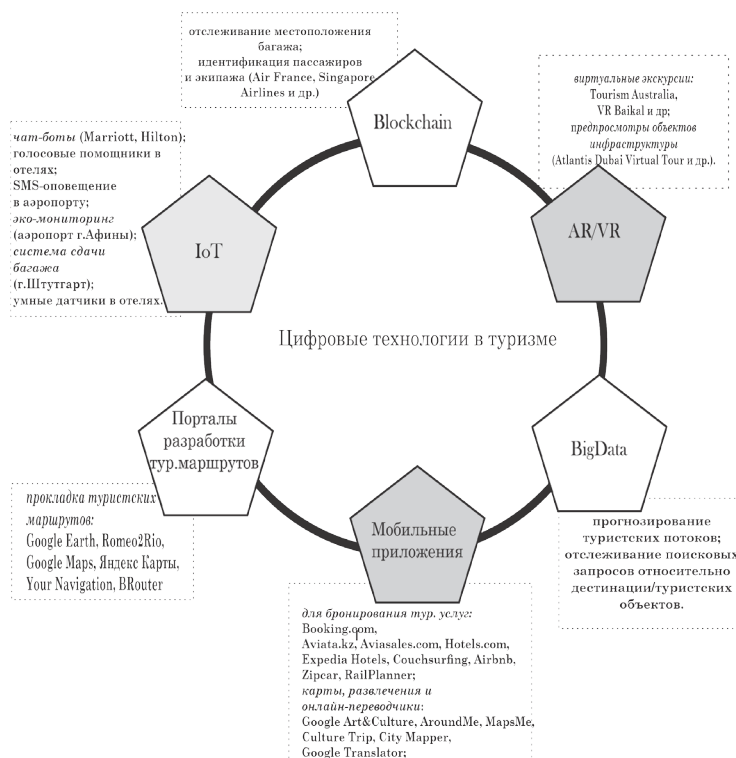 отслеживание местоположения
багажа;
идентификация пассажиров
и экипажа (Air France, Singapore
Airlines и др.)
Blockchain
виртуальные экскурсии:
Tourism Australia,
VR Baikal и др;
предпросмотры объектов
инфраструктуры
(Atlantis Dubai Virtual Tour и др.).
AR/VR
чат-боты (Marriott, Hilton);
голосовые помощники в
отелях;
SMS-оповещение
в аэропорту;
эко-мониторинг
(аэропорт г.Афины);
система сдачи
багажа
(г.Штутгарт);
умные датчики в отелях.
IoT
Цифровые технологии в туризме
Порталы
разработки
тур.маршрутов
прокладка туристских
маршрутов:
Google Earth, Romeo2Rio,
Google Maps, Яндекс Карты,
Your Navigation, BRouter
BigData
прогнозирование
туристских потоков;
отслеживание поисковых
запросов относительно
дестинации/туристских
объектов.
Мобильные
приложения
для бронирования тур. услуг:
Booking.com,
Aviata.kz, Aviasales.com, Hotels.com,
Expedia Hotels, Couchsurfing, Airbnb,
Zipcar, RailPlanner;
карты, развлечения и
онлайн-переводчики:
Google Art&Culture, AroundMe, MapsMe,
Culture Trip, City Mapper,
Google Translator;